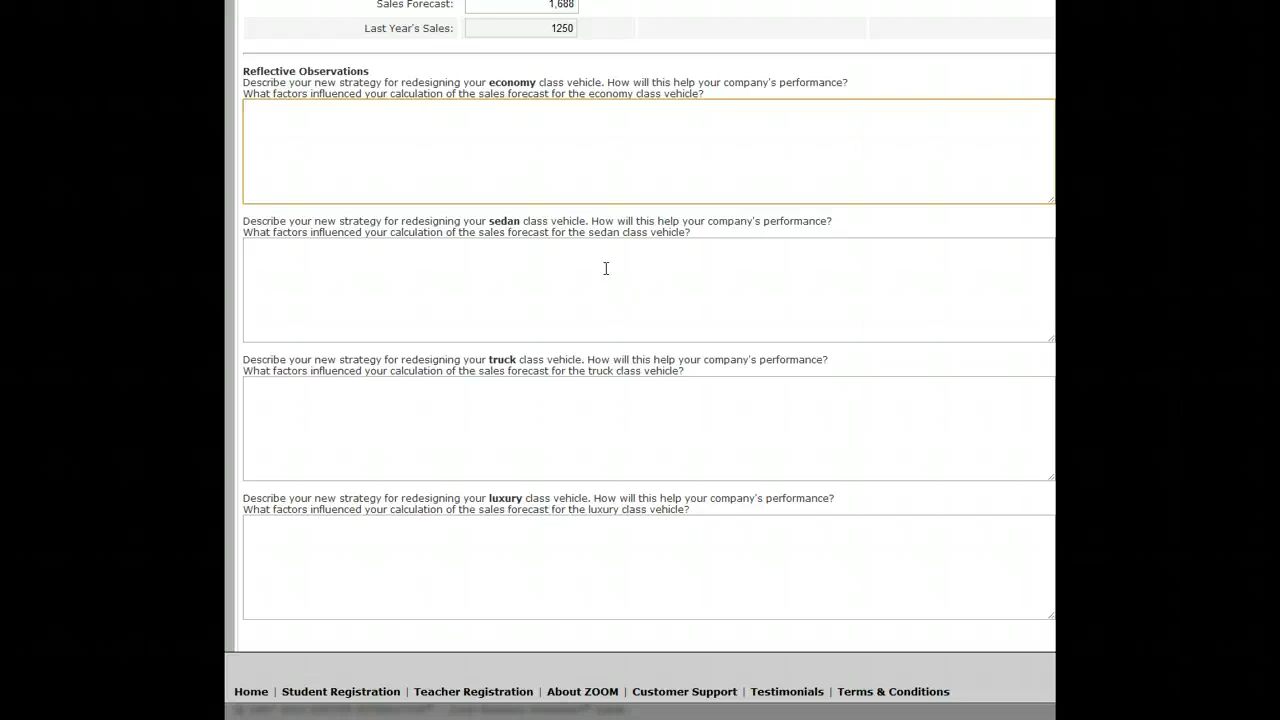 Sales Forecast: 1,688
Last Year's Sales: 1250
Reflective Observations
Describe your new strategy for redesigning your economy class vehicle. How will this help your company's performance?
What factors influenced your calculation of the sales forecast for the economy class vehicle?
Describe your new strategy for redesigning your sedan class vehicle. How will this help your company's performance?
What factors influenced your calculation of the sales forecast for the sedan class vehicle?
Describe your new strategy for redesigning your truck class vehicle. How will this help your company's performance?
What factors influenced your calculation of the sales forecast for the truck class vehicle?
Describe your new strategy for redesigning your luxury class vehicle. How will this help your company's performance?
What factors influenced your calculation of the sales forecast for the luxury class vehicle?
Home | Student Registration | Teacher Registration | About ZOOM | Customer Support | Testimonials | Terms & Conditions